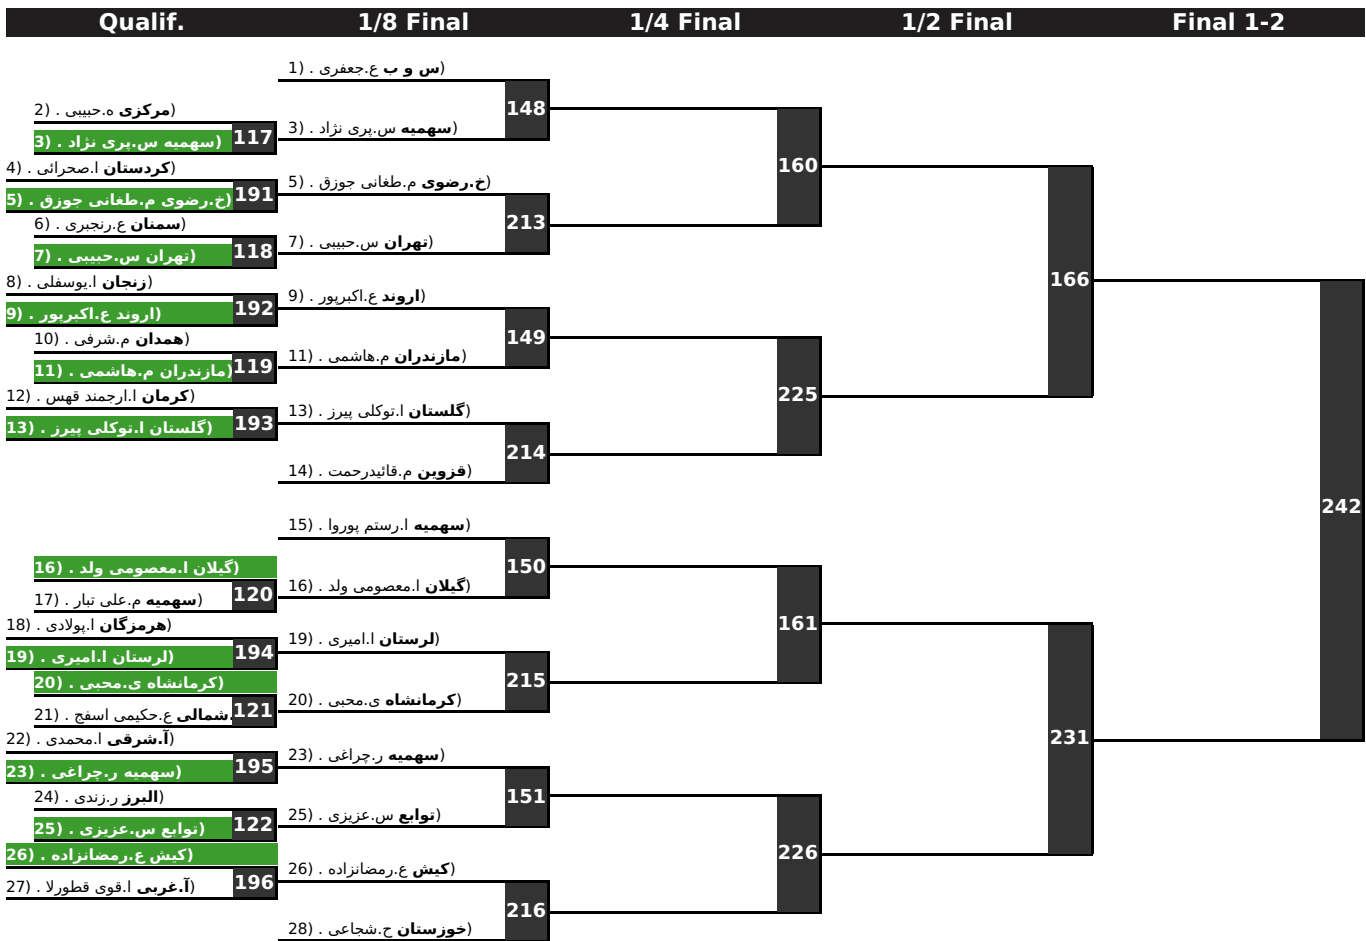 Qualif.
1/8 Final
1/4 Final
1/2 Final
Final 1-2
2) . ه.حبیبی مرکزی)
117
3) . سهمیه س.پری نژاد)
4) . ا.صحرائی کردستان)
191
5) . خ.رضوی م.طغانی جوزق)
6) . ع.رنجبری سمنان)
118
7) . تهران س.حبیبی)
8) . ا.یوسفلی زنجان)
192
9) . اروند ع.اکبرپور)
10) . م.شرفی همدان)
119
11) . مازندران م.هاشمی)
12) . ا.ارجمند قهس کرمان)
193
13) . گلستان ا.توکلی پیرز)
16) . گیلان ا.معصومی ولد)
120
17) . م.علی تبار سهمیه)
18) . ا.پولادی هرمزگان)
194
19) . لرستان ا.امیری)
20) . کرمانشاه ی.محبی)
121
21) . ع.حکیمی اسفج شمالی.
22) . ا.محمدی آ.شرقی)
195
23) . سهمیه ر.چراغی)
24) . ر.زندی البرز)
122
25) . توابع س.عزیزی)
26) . کیش ع.رمضانزاده)
196
27) . ا.قوی قطورلا آ.غربی)
1) . ع.جعفری س و ب)
148
3) . س.پری نژاد سهمیه)
5) . م.طغانی جوزق خ.رضوی)
213
7) . س.حبیبی تهران)
9) . ع.اکبرپور اروند)
149
11) . م.هاشمی مازندران)
13) . ا.توکلی پیرز گلستان)
214
14) . م.قائیدرحمت قزوین)
15) . ا.رستم پوروا سهمیه)
150
16) . ا.معصومی ولد گیلان)
19) . ا.امیری لرستان)
215
20) . ی.محبی کرمانشاه)
23) . ر.چراغی سهمیه)
151
25) . س.عزیزی توابع)
26) . ع.رمضانزاده کیش)
216
28) . ح.شجاعی خوزستان)
160
225
161
226
166
231
242